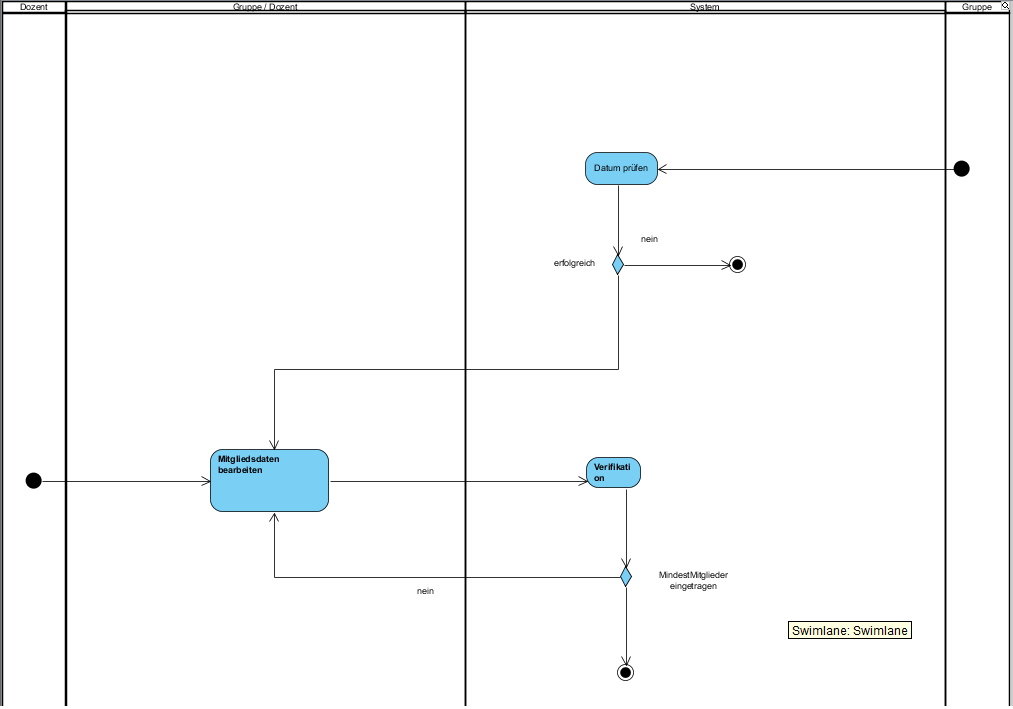 Dozent
Gruppe / Dozent
System
Gruppe
Datum prüfen
nein
erfolgreich
Mitgliedsdaten
bearbeiten
Verifikati
on
MindestMitglieder
eingetragen
nein
Swimlane: Swimlane